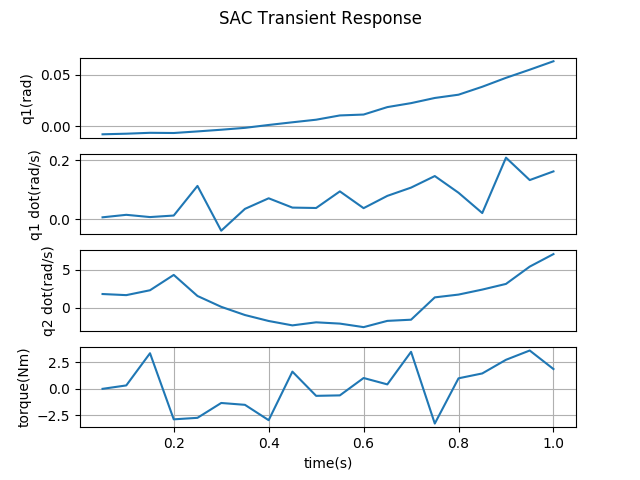 SAC Transient Response
q1(rad)
0.05
0.00
q1 dot(rad/s)
0.2
0.0
q2 dot(rad/s)
5
0
torque(Nm)
2.5
0.0
−2.5
0.2 0.4 0.6 0.8 1.0
time(s)